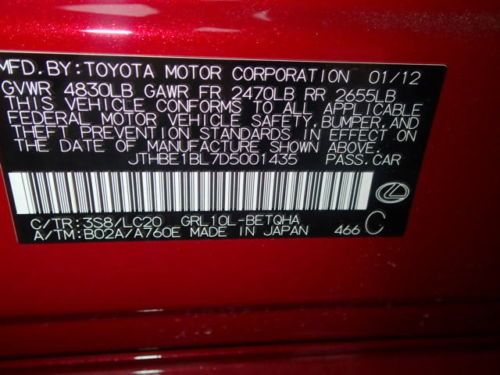 MFD. BY: TOYOTA MOTOR CORPORATION 01/12
GVWR 4830LB GAWR FR 2470LB RR 2655LB
THIS VEHICLE CONFORMS TO ALL APPLICABLE
FEDERAL MOTOR VEHICLE SAFETY, BUMPER, AND
THEFT PREVENTION STANDARDS IN EFFECT ON
THE DATE OF MANUFACTURE SHOWN ABOVE.
JTHBE1BL7D5001435 PASS. CAR
C/TR: 3S8/LC20 GRL10L-BETQHA
A/TM: B02A/A760E MADE IN JAPAN 466 C